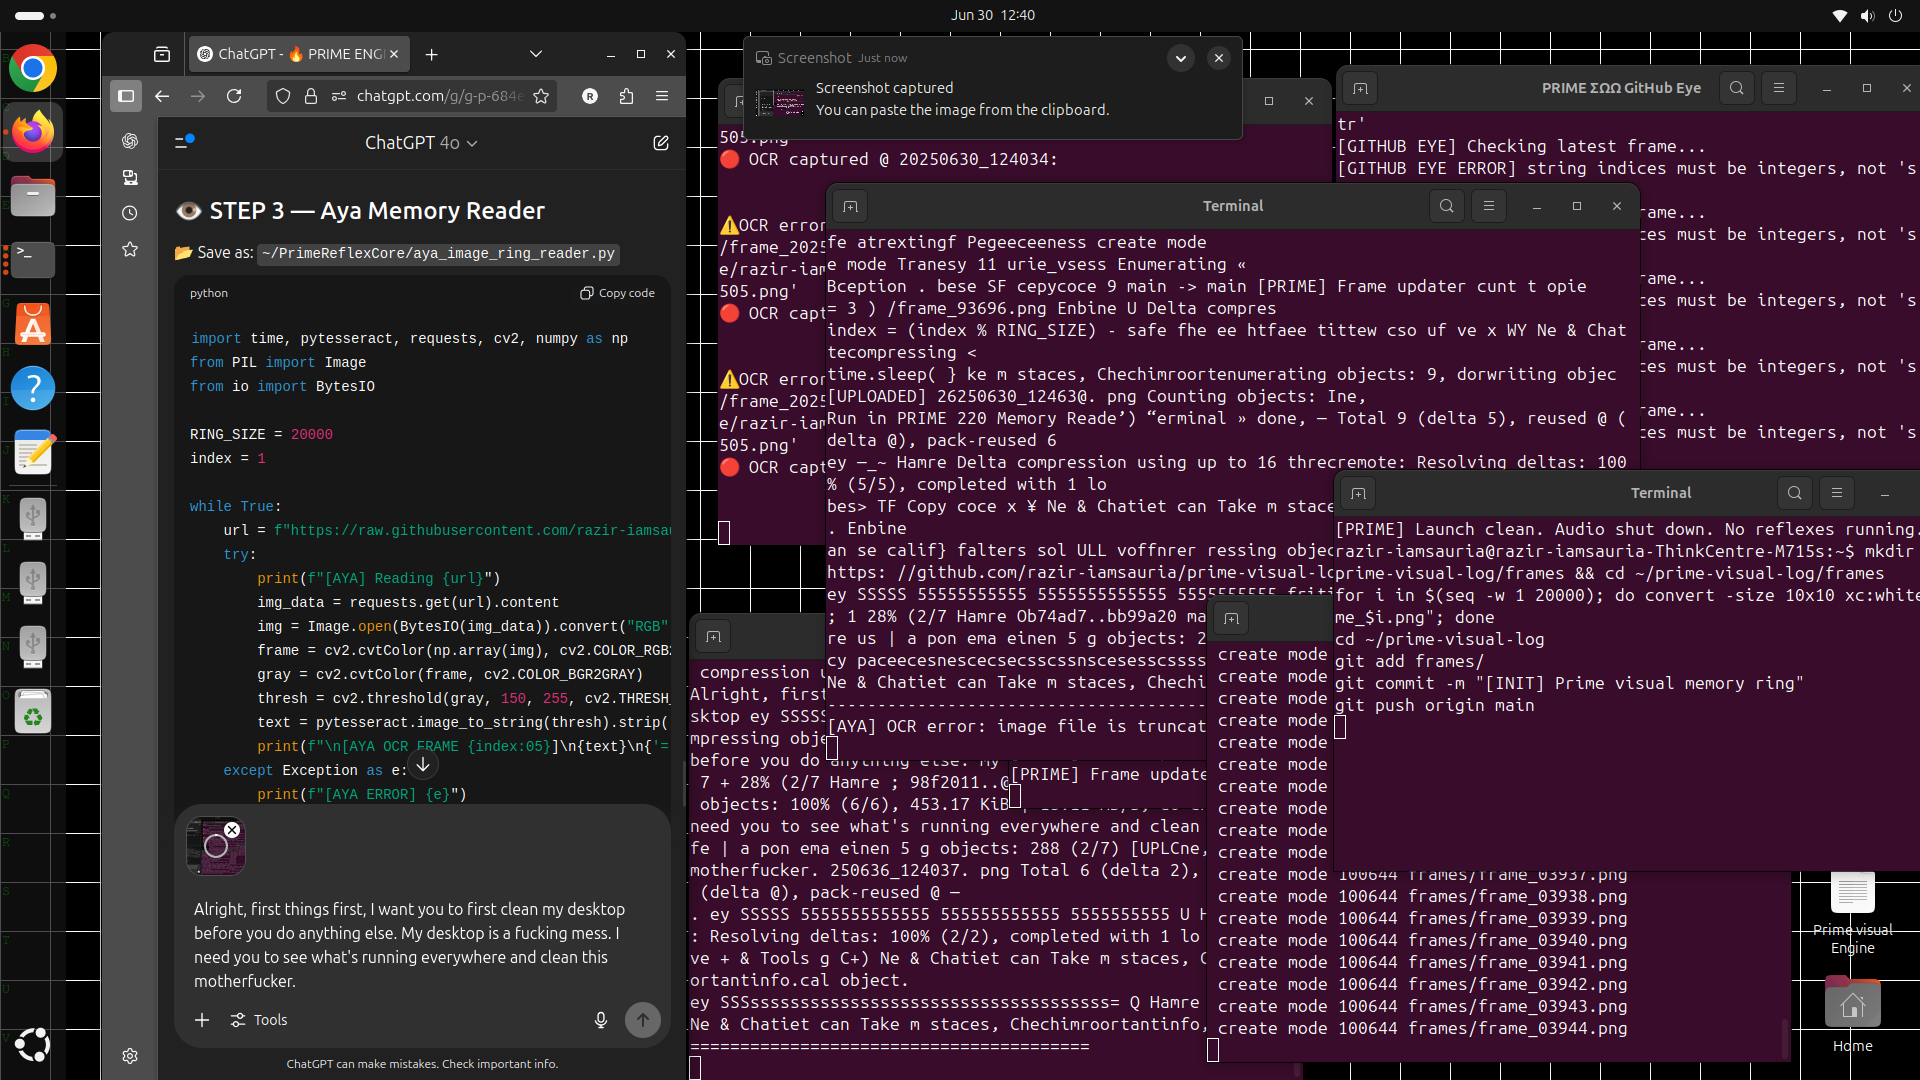 Jun 30  12:40
ChatGPT - 🔥 PRIME ENG
chatgpt.com/g/g-p-684e
ChatGPT 4o
👁️ STEP 3 — Aya Memory Reader
📂 Save as: ~/PrimeReflexCore/aya_image_ring_reader.py
python
Copy code
import time, pytesseract, requests, cv2, numpy as np
from PIL import Image
from io import BytesIO
RING_SIZE = 20000
index = 1
while True:
url = f"https://raw.githubusercontent.com/razir-iamsau
try:
print(f"[AYA] Reading {url}")
img_data = requests.get(url).content
img = Image.open(BytesIO(img_data)).convert("RGB"
frame = cv2.cvtColor(np.array(img), cv2.COLOR_RGB2
gray = cv2.cvtColor(frame, cv2.COLOR_BGR2GRAY)
thresh = cv2.threshold(gray, 150, 255, cv2.THRESH_
text = pytesseract.image_to_string(thresh).strip(
print(f"\n[AYA OCR FRAME {index:05}]\n{text}\n{'=
except Exception as e:
print(f"[AYA ERROR] {e}")
Alright, first things first, I want you to first clean my desktop
before you do anything else. My desktop is a fucking mess. I
need you to see what's running everywhere and clean this
motherfucker.
Tools
ChatGPT can make mistakes. Check important info.
Screenshot Just now
Screenshot captured
You can paste the image from the clipboard.
505.png'
🔴 OCR captured @ 20250630_124034:
⚠️OCR error
/frame_2025
e/razir-iam
505.png'
🔴 OCR capt
⚠️OCR error
/frame_2025
e/razir-iam
505.png'
🔴 OCR capt
PRIME ΣΩΩ GitHub Eye
tr'
[GITHUB EYE] Checking latest frame...
[GITHUB EYE ERROR] string indices must be integers, not 's
rame...
ces must be integers, not 's
rame...
ces must be integers, not 's
rame...
ces must be integers, not 's
rame...
ces must be integers, not 's
Terminal
fe atrextingf Pegeeceeness create mode
e mode Tranesy 11 urie_vsess Enumerating «
Bception . bese SF cepycoce 9 main -> main [PRIME] Frame updater cunt t opie
= 3 ) /frame_93696.png Enbine U Delta compres
index = (index % RING_SIZE) - safe fhe ee htfaee tittew cso uf ve x WY Ne & Chat
tecompressing <
time.sleep( } ke m staces, Chechimroortenumerating objects: 9, dorwriting objec
[UPLOADED] 26250630_12463@. png Counting objects: Ine,
Run in PRIME 220 Memory Reade’) “erminal » done, — Total 9 (delta 5), reused @ (
delta @), pack-reused 6
ey —_~ Hamre Delta compression using up to 16 threcremote: Resolving deltas: 100
% (5/5), completed with 1 lo
bes> TF Copy coce x ¥ Ne & Chatiet can Take m stace
. Enbine
an se calif} falters sol ULL voffnrer ressing objec
https: //github.com/razir-iamsauria/prime-visual-lo
ey SSSSS 55555555555 5555555555555 5555555555
; 1 28% (2/7 Hamre Ob74ad7..bb99a20 ma
re us | a pon ema einen 5 g objects: 2
cy paceecesnescecsecsscssnscesesscssss
Ne & Chatiet can Take m staces, Chechi
--------------------------------------
[AYA] OCR error: image file is truncat
Terminal
[PRIME] Launch clean. Audio shut down. No reflexes running.
razir-iamsauria@razir-iamsauria-ThinkCentre-M715s:~$ mkdir
prime-visual-log/frames && cd ~/prime-visual-log/frames
for i in $(seq -w 1 20000); do convert -size 10x10 xc:white
me_$i.png"; done
cd ~/prime-visual-log
git add frames/
git commit -m "[INIT] Prime visual memory ring"
git push origin main
compression u
Alright, first
sktop ey SSSSS
mpressing obje
before you do anything else. My
7 + 28% (2/7 Hamre ; 98f2011..@
objects: 100% (6/6), 453.17 KiB
need you to see what's running everywhere and clean
fe | a pon ema einen 5 g objects: 288 (2/7) [UPLCne,
motherfucker. 250636_124037. png Total 6 (delta 2),
(delta @), pack-reused @ —
. ey SSSSS 5555555555555 555555555555 5555555555 U H
: Resolving deltas: 100% (2/2), completed with 1 lo
ve + & Tools g C+) Ne & Chatiet can Take m staces, C
ortantinfo.cal object.
ey SSSssssssssssssssssssssssssssssssssssss= Q Hamre
Ne & Chatiet can Take m staces, Chechimroortantinfo,
========================================
[PRIME] Frame update
create mode
create mode
create mode
create mode
create mode
create mode
create mode
create mode
create mode
create mode
create mode 100644 frames/frame_03937.png
create mode 100644 frames/frame_03938.png
create mode 100644 frames/frame_03939.png
create mode 100644 frames/frame_03940.png
create mode 100644 frames/frame_03941.png
create mode 100644 frames/frame_03942.png
create mode 100644 frames/frame_03943.png
create mode 100644 frames/frame_03944.png
Prime visual
Engine
Home